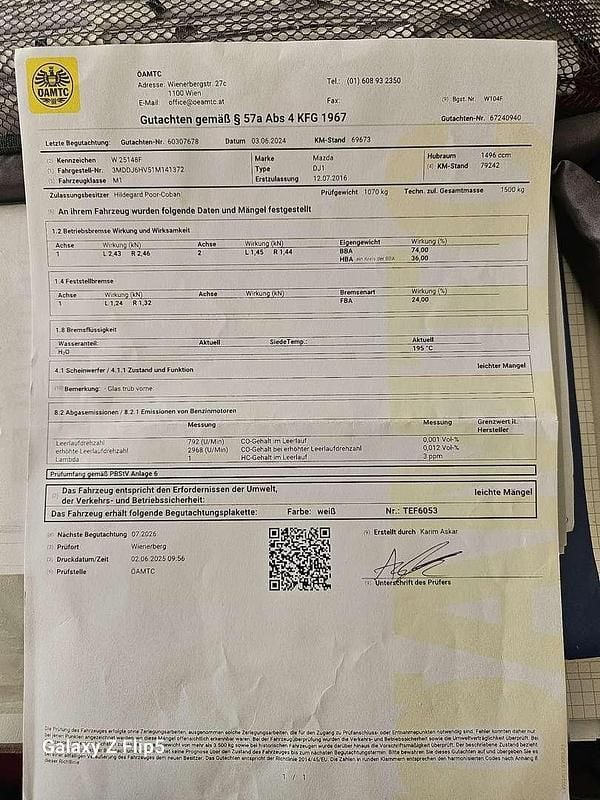 ÖAMTC
ÖAMTC
Adresse: Wienerbergstr. 27c
1100 Wien
E-Mail office@oeamtc.at
Tel.: (01) 608 93 2350
Fax:
Bgst. Nr. W104F
Gutachten gemäß § 57a Abs 4 KFG 1967
Gutachten-Nr. 67240940
Letzte Begutachtung: Gutachten-Nr. 60307678 Datum 03.06.2024 KM-Stand 69673
Kennzeichen W 25148F Marke Mazda Hubraum 1496 ccm
Fahrgestell-Nr. 3MDDJ6HV51M141372 Type DJ1 KM-Stand 79242
Fahrzeugklasse M1 Erstzulassung 12.07.2016
Zulassungsbesitzer Hildegard Poor-Coban Prüfgewicht 1070 kg Techn. zul. Gesamtmasse 1500 kg
An ihrem Fahrzeug wurden folgende Daten und Mängel festgestellt
1.2 Betriebsbremse Wirkung und Wirksamkeit
Achse Wirkung (kN) Achse Wirkung (kN) Eigengewicht Wirkung (%)
1 L 2,43 R 2,46 2 L 1,45 R 1,44 BBA 74,00
HBA ein Kreis der BBA 36,00
1.4 Feststellbremse
Achse Wirkung (kN) Achse Wirkung (kN) Bremsenart Wirkung (%)
1 L 1,24 R 1,32 FBA 24,00
1.8 Bremsflüssigkeit
Wasseranteil: Aktuell SiedeTemp.: Aktuell
H₂O 195 °C
4.1 Scheinwerfer / 4.1.1 Zustand und Funktion leichter Mangel
Bemerkung: - Glas trüb vorne.
8.2 Abgasemissionen / 8.2.1 Emissionen von Benzinmotoren
Messung Messung Grenzwert lt. Hersteller
Leerlaufdrehzahl 792 (U/Min) CO-Gehalt im Leerlauf 0,001 Vol-%
erhöhte Leerlaufdrehzahl 2968 (U/Min) CO-Gehalt bei erhöhter Leerlaufdrehzahl 0,012 Vol-%
Lambda 1 HC-Gehalt im Leerlauf 3 ppm
Prüfumfang gemäß PBStV Anlage 6
Das Fahrzeug entspricht den Erfordernissen der Umwelt,
der Verkehrs- und Betriebssicherheit: leichte Mängel
Das Fahrzeug erhält folgende Begutachtungsplakette: Farbe: weiß Nr.: TEF6053
Nächste Begutachtung 07.2026
Prüfort Wienerberg
Druckdatum/Zeit 02.06.2025 09:56
Prüfstelle ÖAMTC
Erstellt durch Karim Askar
Unterschrift des Prüfers
Galaxy Z Flip5
1 / 1